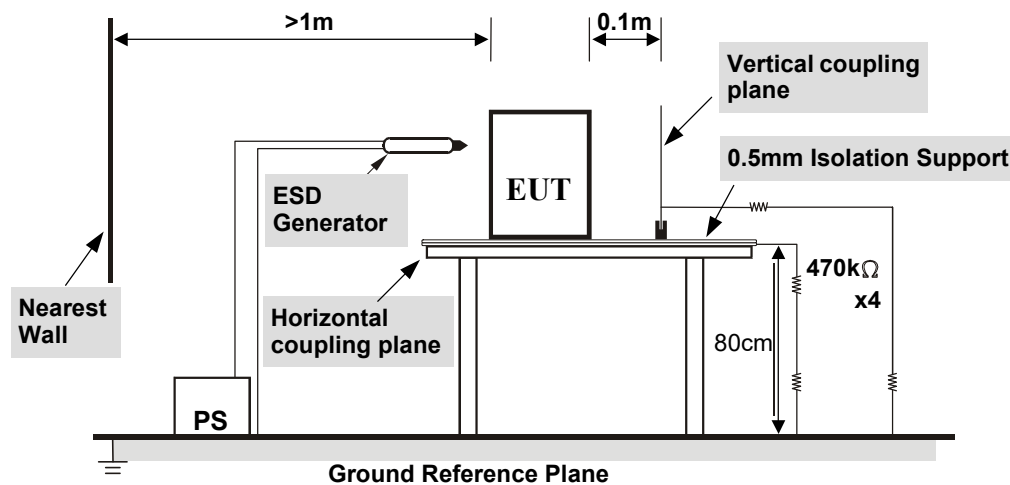 >1m
0.1m
Vertical coupling
plane
0.5mm Isolation Support
ESD
Generator
EUT
470kΩ
x4
Nearest
Wall
Horizontal
coupling plane
80cm
PS
Ground Reference Plane